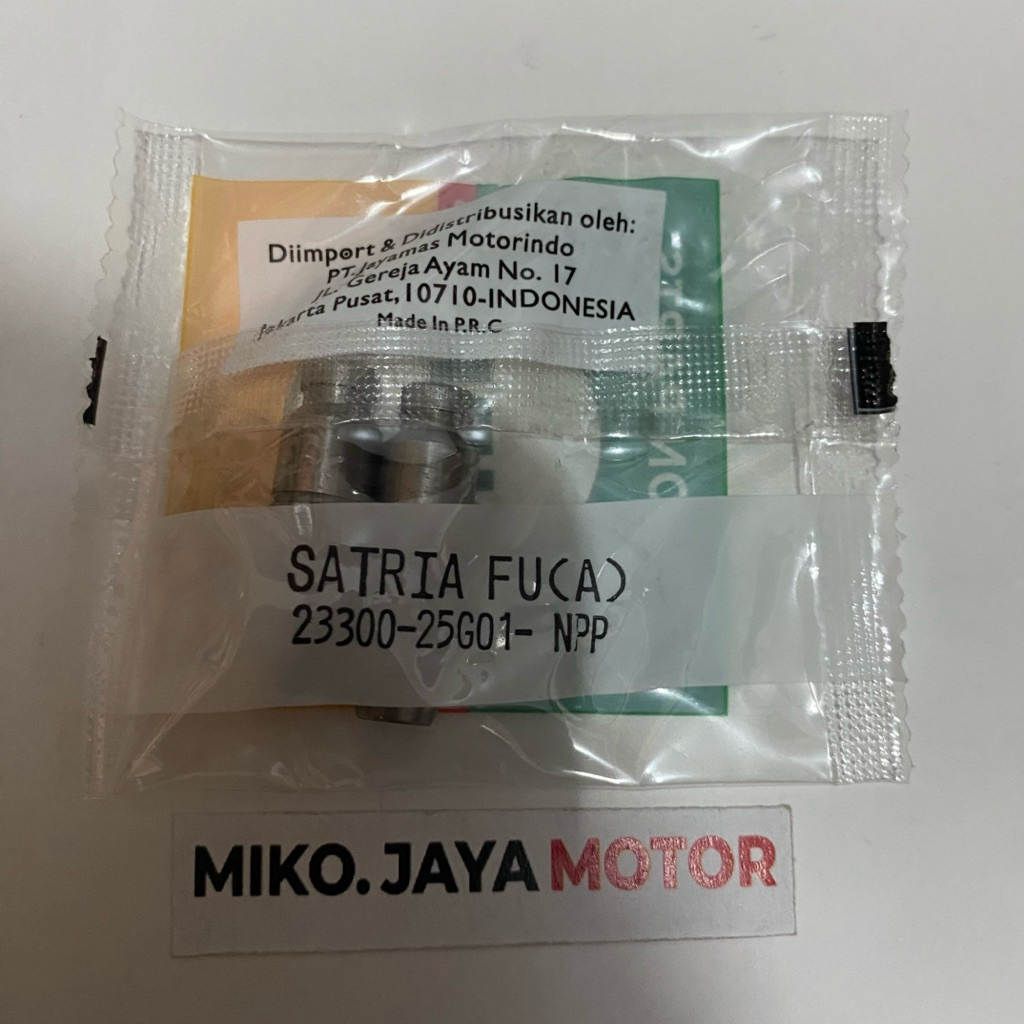 Diimport & Didistribusikan oleh:
PT. Jayamas Motorindo
JL. Gereja Ayam No. 17
Jakarta Pusat, 10710-INDONESIA
Made In P.R.C
SATRIA FU(A)
23300-25G01- NPP
MIKO. JAYA MOTOR